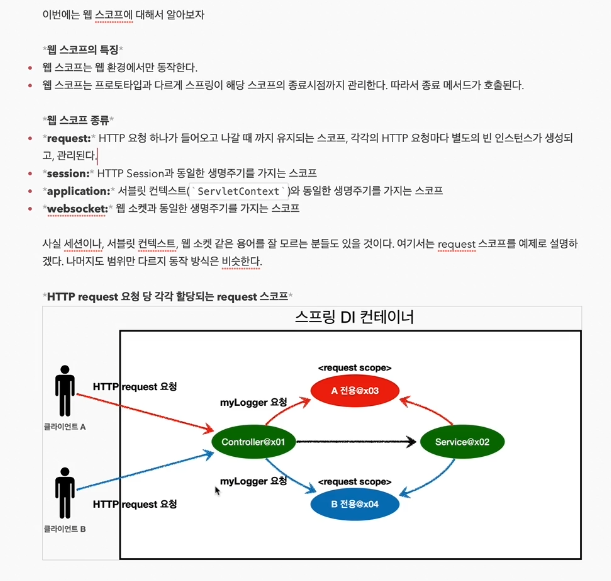 이번에는 웹 스코프에 대해서 알아보자
*웹 스코프의 특징*
• 웹 스코프는 웹 환경에서만 동작한다.
• 웹 스코프는 프로토타입과 다르게 스프링이 해당 스코프의 종료시점까지 관리한다. 따라서 종료 메서드가 호출된다.
*웹 스코프 종류*
• *request:* HTTP 요청 하나가 들어오고 나갈 때 까지 유지되는 스코프, 각각의 HTTP 요청마다 별도의 빈 인스턴스가 생성되
고, 관리된다.
• *session:* HTTP Session과 동일한 생명주기를 가지는 스코프
• *application:* 서블릿 컨텍스트(`ServletContext`)와 동일한 생명주기를 가지는 스코프
• *websocket:* 웹 소켓과 동일한 생명주기를 가지는 스코프
사실 세션이나, 서블릿 컨텍스트, 웹 소켓 같은 용어를 잘 모르는 분들도 있을 것이다. 여기서는 request 스코프를 예제로 설명하
겠다. 나머지도 범위만 다르지 동작 방식은 비슷한다.
*HTTP request 요청 당 각각 할당되는 request 스코프*
스프링 DI 컨테이너
<request scope>
HTTP request 요청
A 전용@x03
myLogger 요청
클라이언트 A
Controller@x01
Service@x02
myLogger 요청
<request scope>
HTTP request 요청
B 전용@x04
클라이언트 B